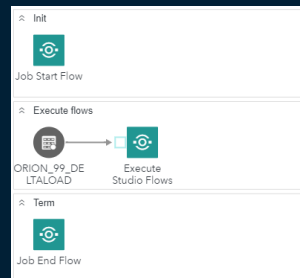 Init
Job Start Flow
Execute flows
ORION_99_DE
LTALOAD
Execute
Studio Flows
Term
Job End Flow